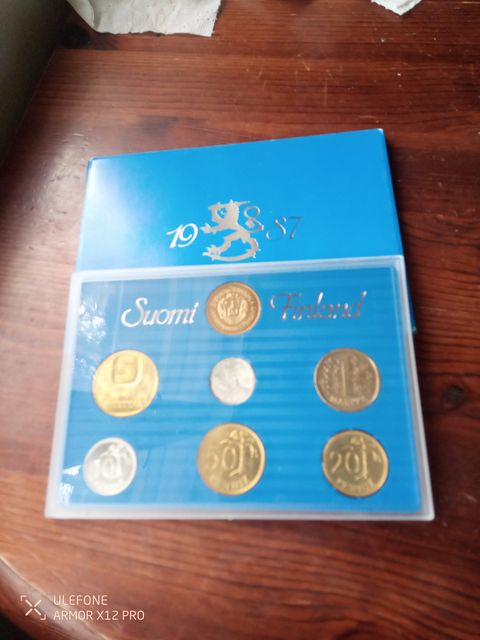 1987
Suomi Finland
5
1
10
50
20
ULEFONE
ARMOR X12 PRO